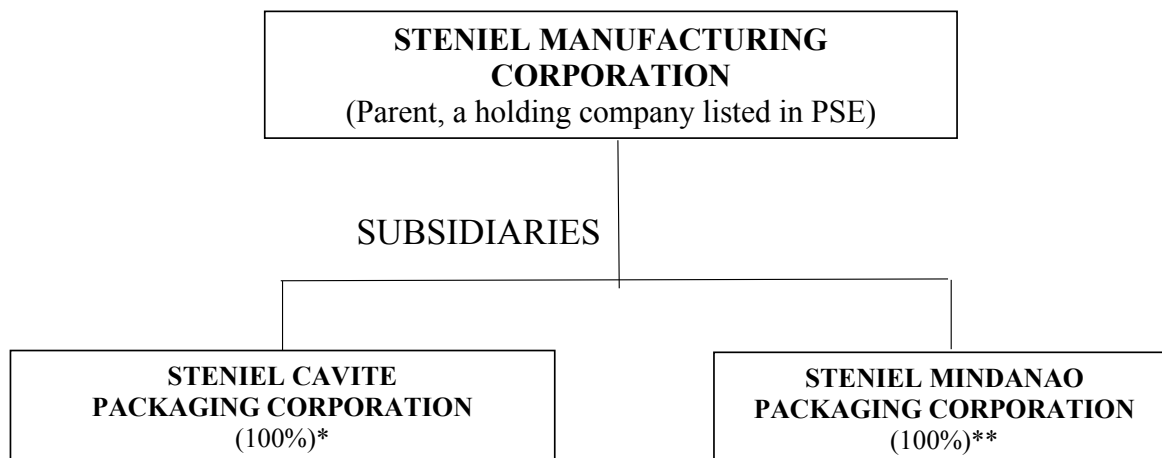 STENIEL MANUFACTURING
CORPORATION
(Parent, a holding company listed in PSE)
SUBSIDIARIES
STENIEL CAVITE
PACKAGING CORPORATION
(100%)*
STENIEL MINDANAO
PACKAGING CORPORATION
(100%)**